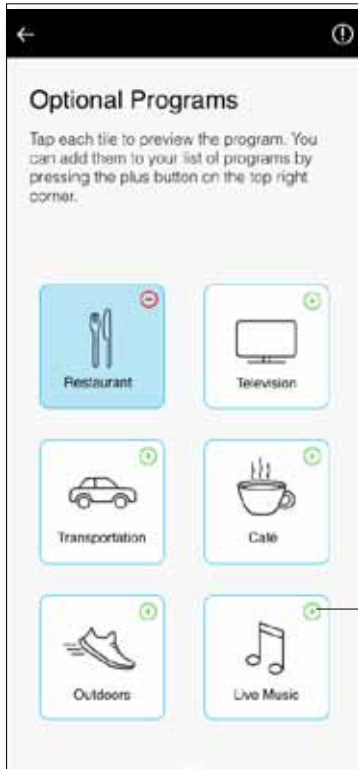 Optional Programs
Tap each tile to preview the program. You
can add them to your list of programs by
pressing the plus button on the top right
corner.
Restaurant
Television
Transportation
Café
Outdoors
Live Music